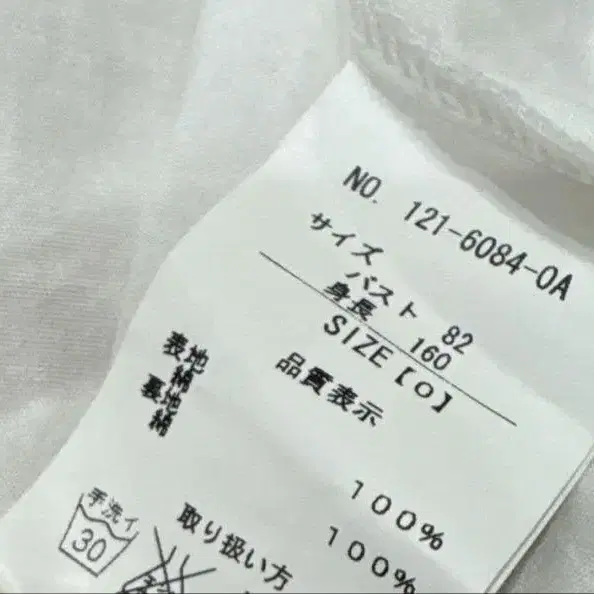 NO. 121-6084-0A
サイズ
バスト 82
身長 160
SIZE【0】
品質表示
表地
綿 100%
裏地
綿 100%
取り扱い方
手洗イ
30